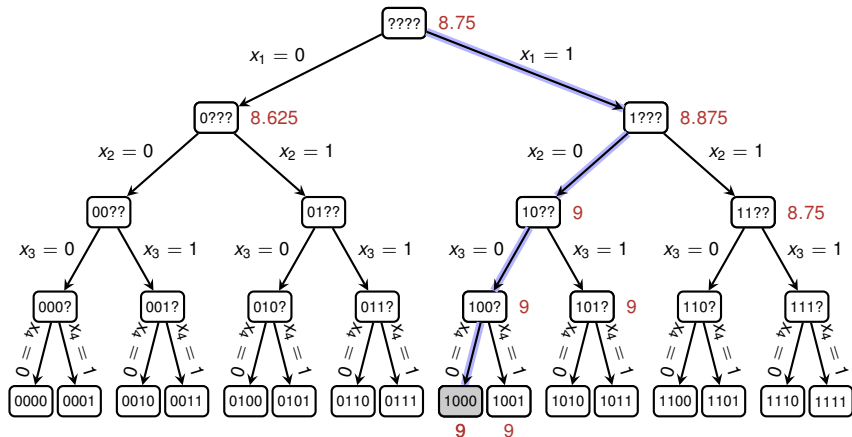 ???? 8.75
x₁ = 0 x₁ = 1
0??? 8.625 1??? 8.875
x₂ = 0 x₂ = 1 x₂ = 0 x₂ = 1
00?? 01?? 10?? 9 11?? 8.75
x₃ = 0 x₃ = 1 x₃ = 0 x₃ = 1 x₃ = 0 x₃ = 1 x₃ = 0 x₃ = 1
000? 001? 010? 011? 100? 9 101? 9 110? 111?
x₄ = 0 x₄ = 1 x₄ = 0 x₄ = 1 x₄ = 0 x₄ = 1 x₄ = 0 x₄ = 1 x₄ = 0 x₄ = 1 x₄ = 0 x₄ = 1 x₄ = 0 x₄ = 1 x₄ = 0 x₄ = 1
0000 0001 0010 0011 0100 0101 0110 0111 1000 1001 1010 1011 1100 1101 1110 1111
9 9